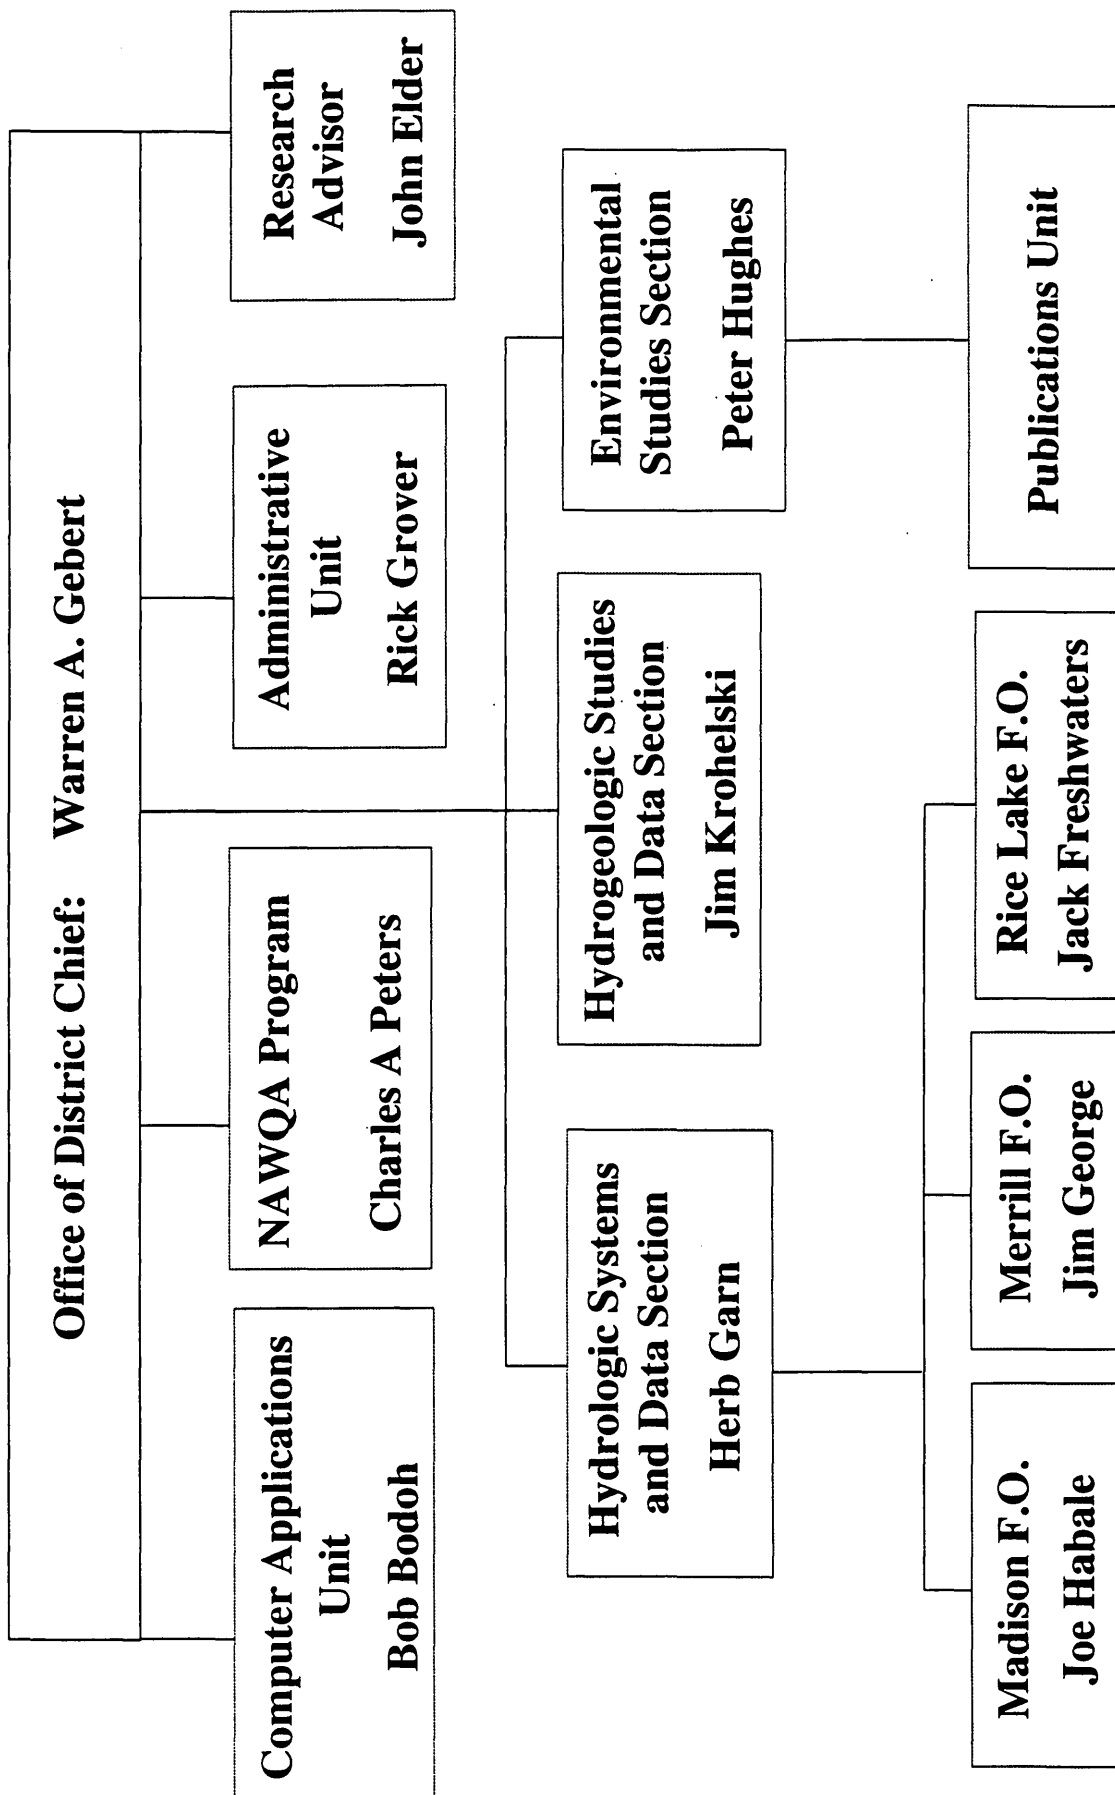 Office of District Chief: Warren A. Gebert
Computer Applications
Unit
Bob Bodoh
NAWQA Program
Charles A Peters
Administrative
Unit
Rick Grover
Research
Advisor
John Elder
Hydrologic Systems
and Data Section
Herb Garn
Hydrogeologic Studies
and Data Section
Jim Krohelski
Environmental
Studies Section
Peter Hughes
Madison F.O.
Joe Habale
Merrill F.O.
Jim George
Rice Lake F.O.
Jack Freshwaters
Publications Unit